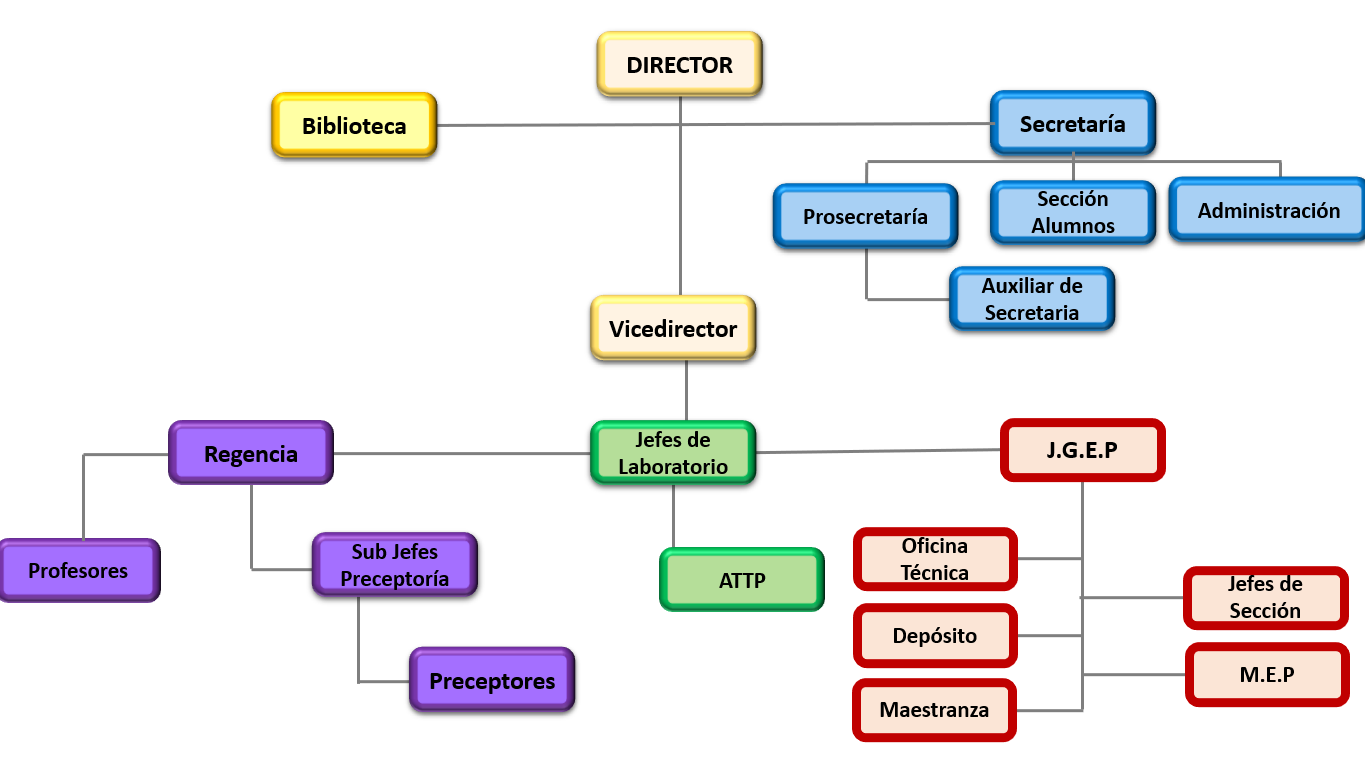 DIRECTOR
Biblioteca
Secretaría
Prosecretaría
Sección
Alumnos
Administración
Auxiliar de
Secretaria
Vicedirector
Regencia
Jefes de
Laboratorio
J.G.E.P
Profesores
Sub Jefes
Preceptoría
ATTP
Oficina
Técnica
Jefes de
Sección
Depósito
M.E.P
Preceptores
Maestranza